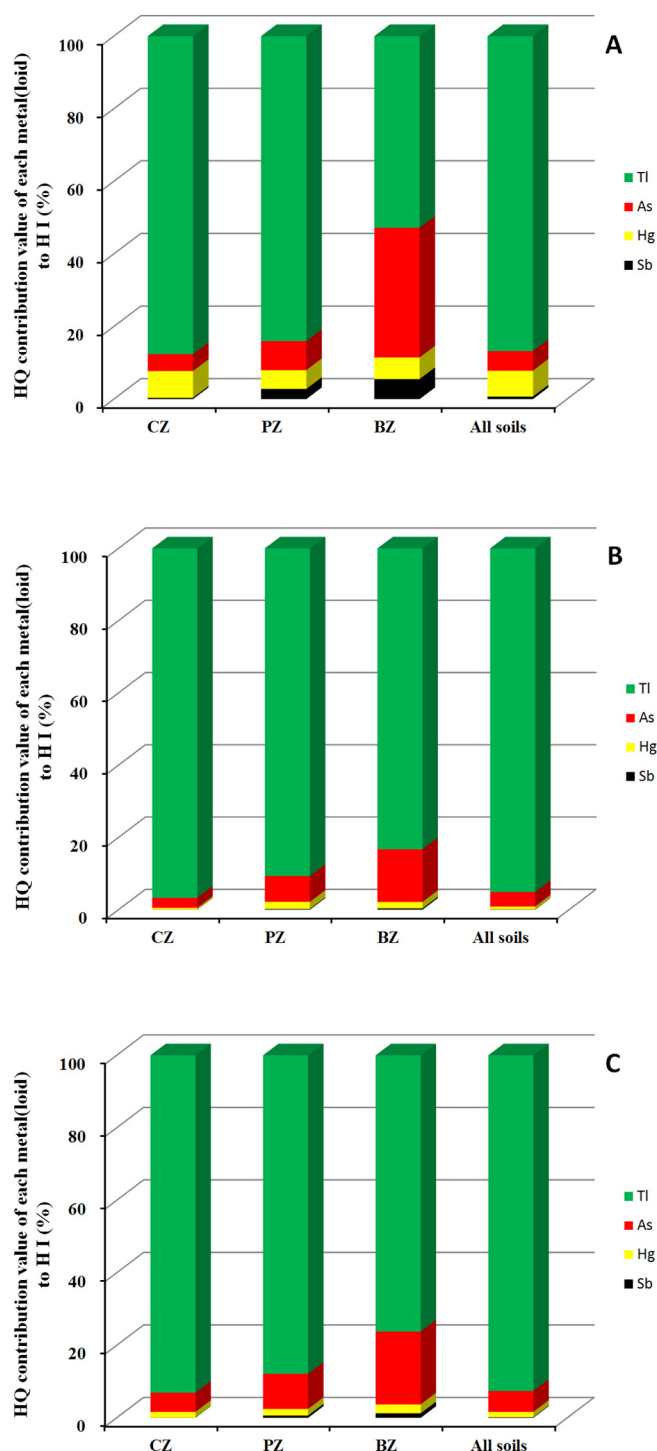 A
HQ contribution value of each metal(loid)
to H I (%)
100
80
60
40
20
0
CZ PZ BZ All soils
Tl
As
Hg
Sb
B
HQ contribution value of each metal(loid)
to H I (%)
100
80
60
40
20
0
CZ PZ BZ All soils
Tl
As
Hg
Sb
C
HQ contribution value of each metal(loid)
to H I (%)
100
80
60
40
20
0
CZ PZ BZ All soils
Tl
As
Hg
Sb